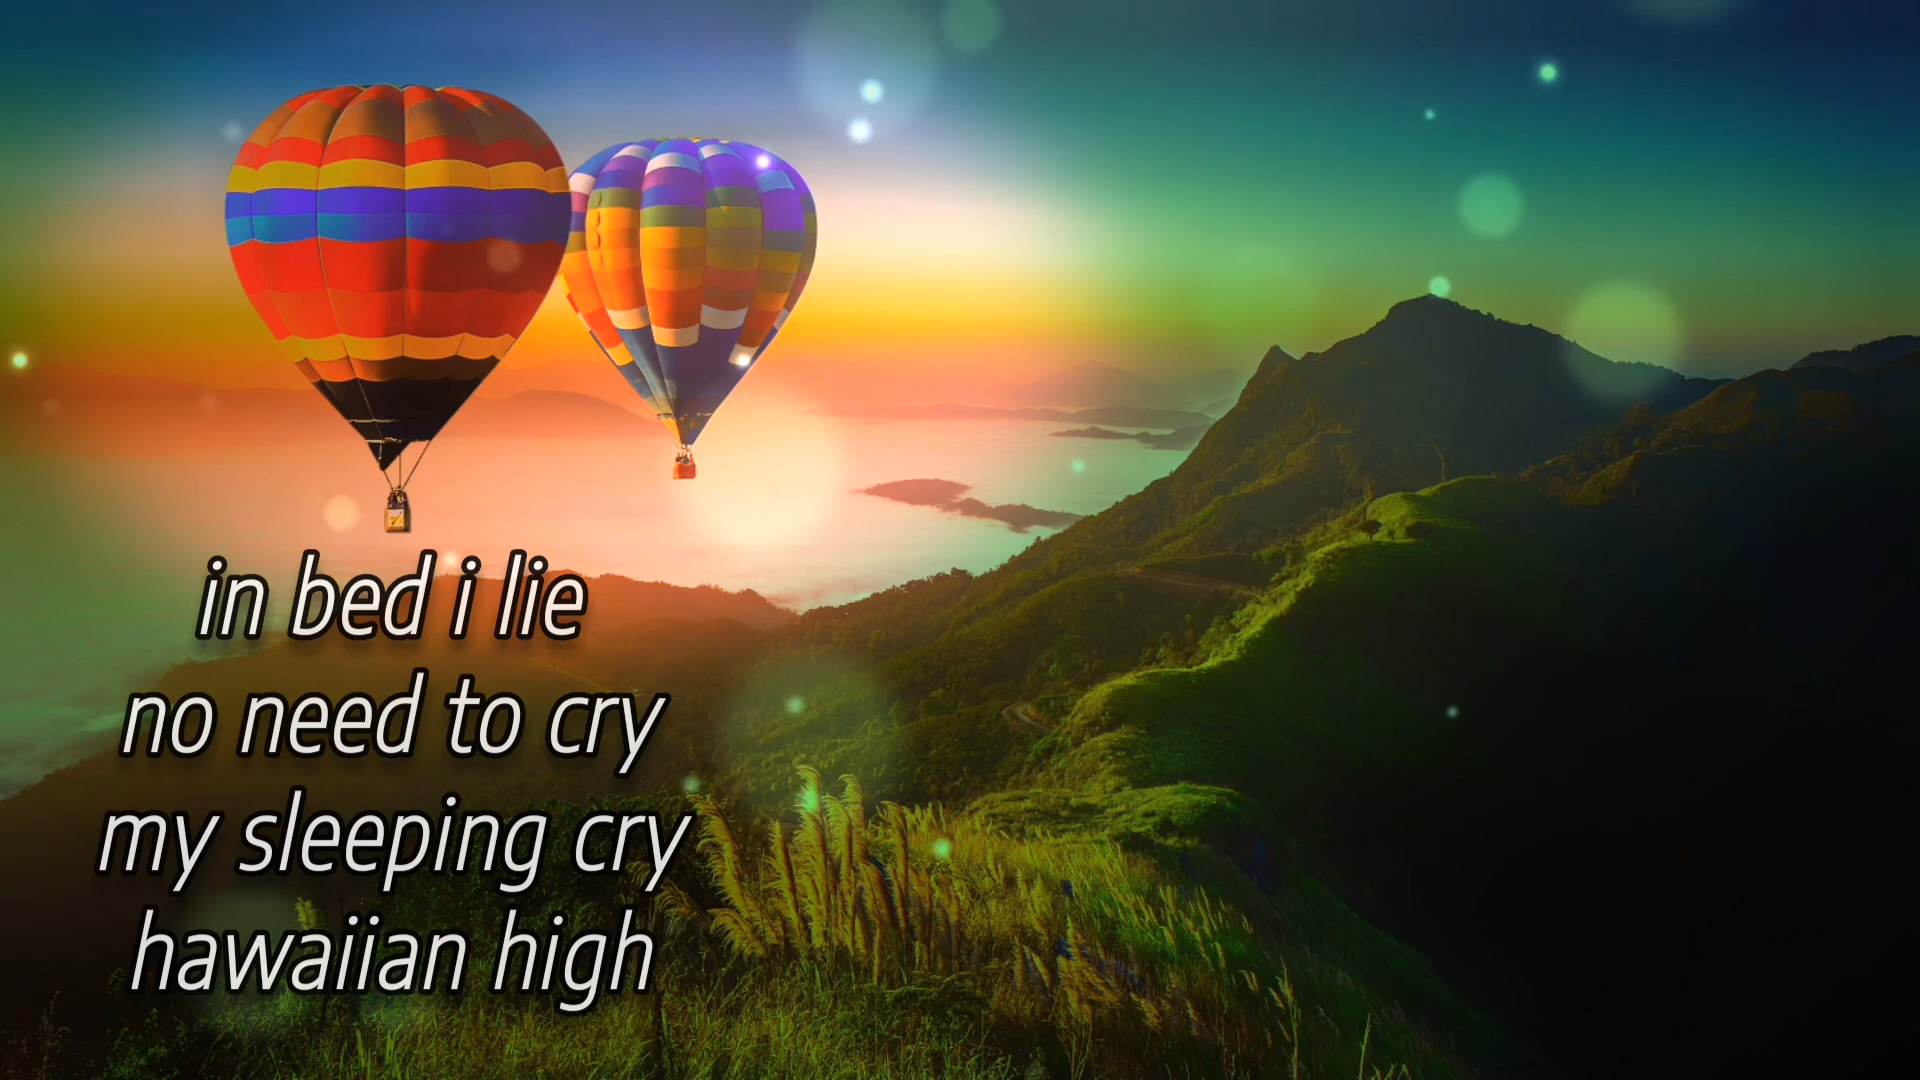 in bed i lie
no need to cry
my sleeping cry
hawaiian high